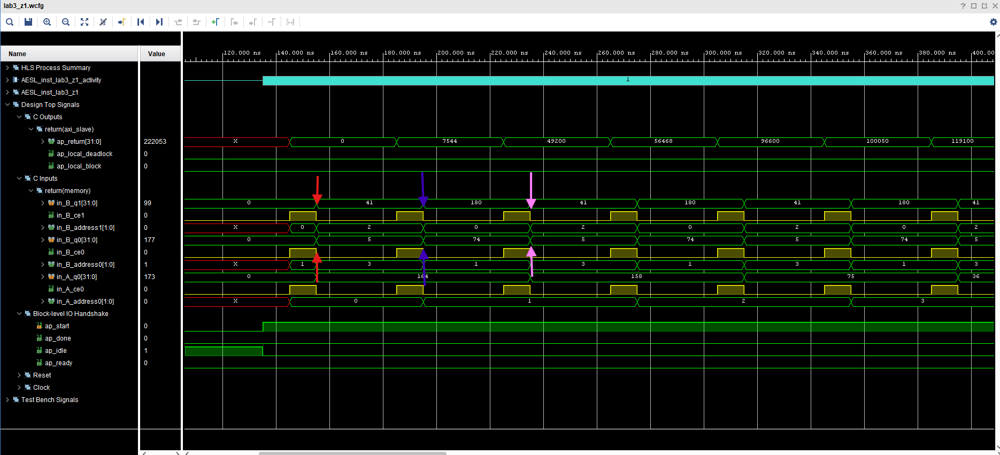 lab3_z1.wcfg
120.000 ns 140.000 ns 160.000 ns 180.000 ns 200.000 ns 220.000 ns 240.000 ns 260.000 ns 280.000 ns 300.000 ns 320.000 ns 340.000 ns 360.000 ns 380.000 ns 400.00
Name Value
HLS Process Summary
AESL_inst_lab3_z1_activity 1
AESL_inst_lab3_z1
Design Top Signals
C Outputs
return(axi_slave)
ap_return[31:0] 222053 X 0 7544 49200 56468 96600 100050 119100
ap_local_deadlock 0
ap_local_block 0
C Inputs
return(memory)
in_B_q1[31:0] 99 0 41 180 41 180 41 180 41
in_B_ce1 0
in_B_address1[1:0] 0 X 0 2 0 2 0 2 0 2
in_B_q0[31:0] 177 0 5 74 5 74 5 74 5
in_B_ce0 0
in_B_address0[1:0] 1 X 1 3 1 3 1 3 1 3
in_A_q0[31:0] 173 0 164 158 75 36
in_A_ce0 0
in_A_address0[1:0] 0 X 0 1 2 3
Block-level IO Handshake
ap_start 0
ap_done 0
ap_idle 1
ap_ready 0
Reset
Clock
Test Bench Signals